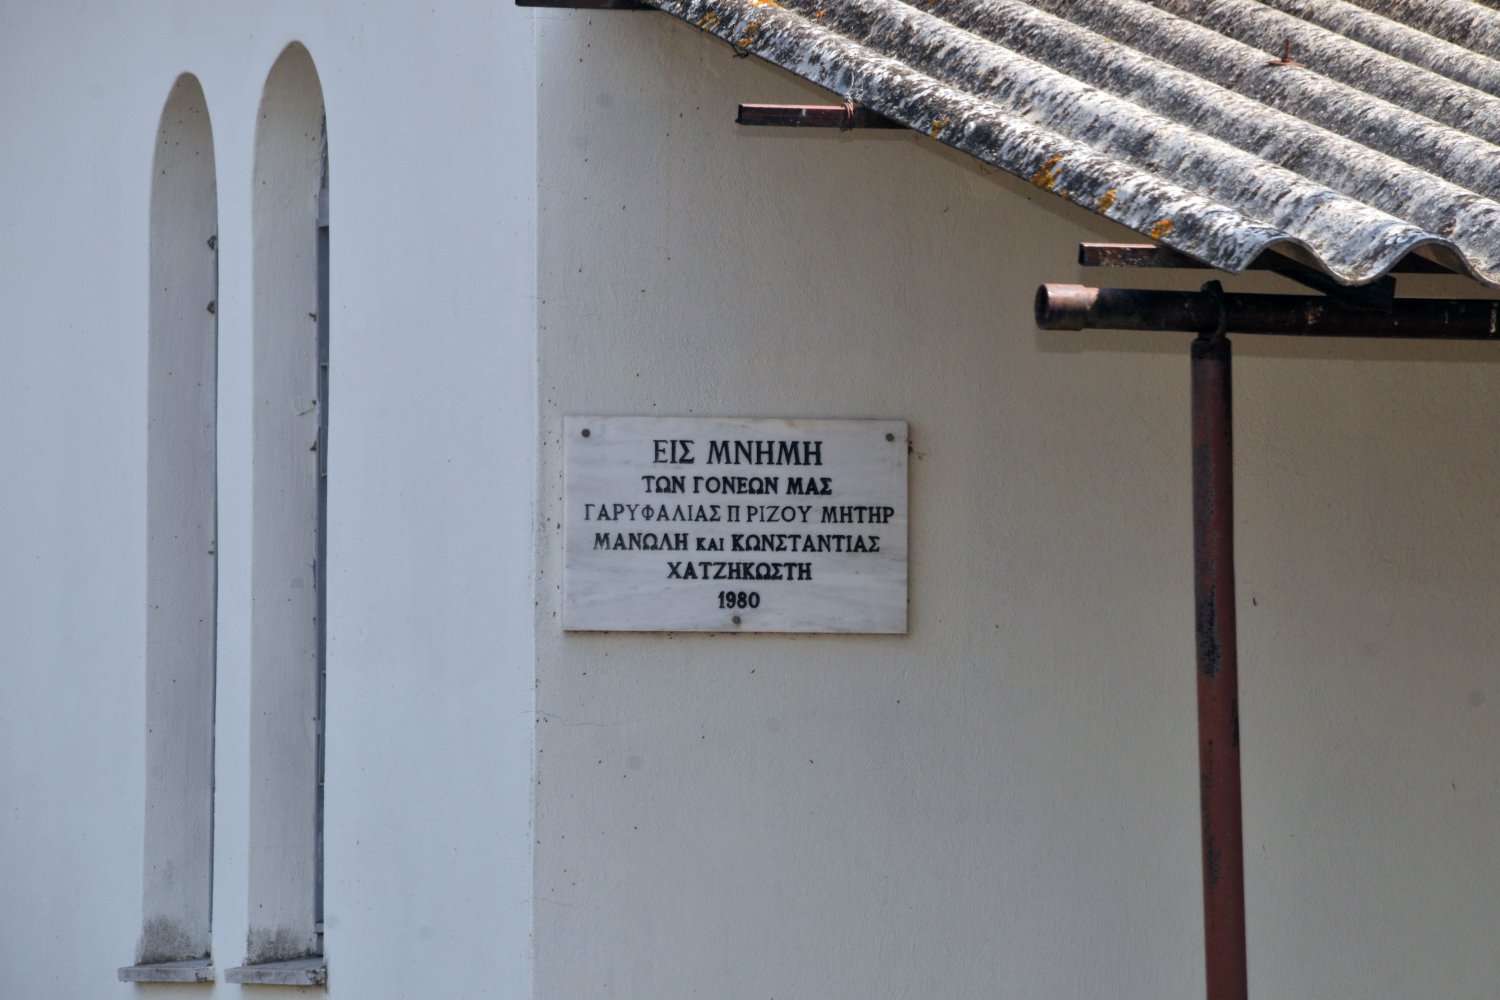 ΕΙΣ ΜΝΗΜΗ
ΤΩΝ ΓΟΝΕΩΝ ΜΑΣ
ΓΑΡΥΦΑΛΙΑΣ Π ΡΙΖΟΥ ΜΗΤΗΡ
ΜΑΝΩΛΗ ΚΑΙ ΚΩΝΣΤΑΝΤΙΑΣ
ΧΑΤΖΗΚΩΣΤΗ
1980